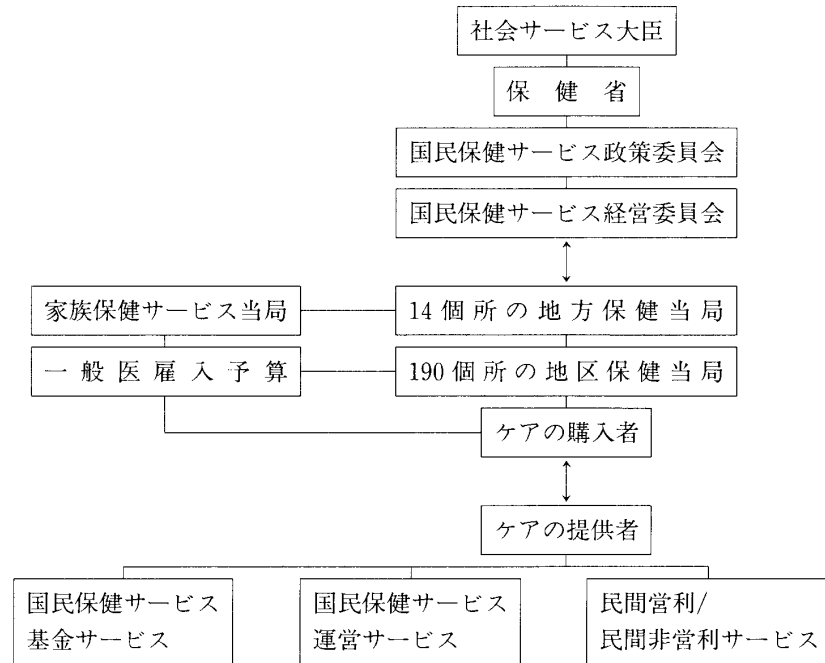 社会サービス大臣
保健省
国民保健サービス政策委員会
国民保健サービス経営委員会
家族保健サービス当局
14個所の地方保健当局
一般医雇入予算
190個所の地区保健当局
ケアの購入者
ケアの提供者
国民保健サービス
基金サービス
国民保健サービス
運営サービス
民間営利/
民間非営利サービス